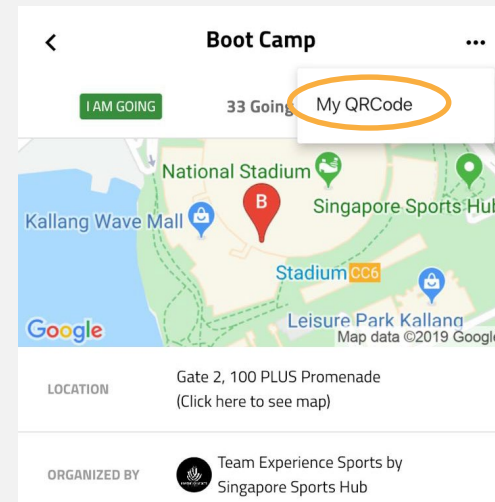 Boot Camp
I AM GOING
33 Going
My QRCode
National Stadium
B
Singapore Sports Hub
Kallang Wave Mall
Stadium CC6
Leisure Park Kallang
Google
Map data ©2019 Google
LOCATION
Gate 2, 100 PLUS Promenade
(Click here to see map)
ORGANIZED BY
Team Experience Sports by
Singapore Sports Hub